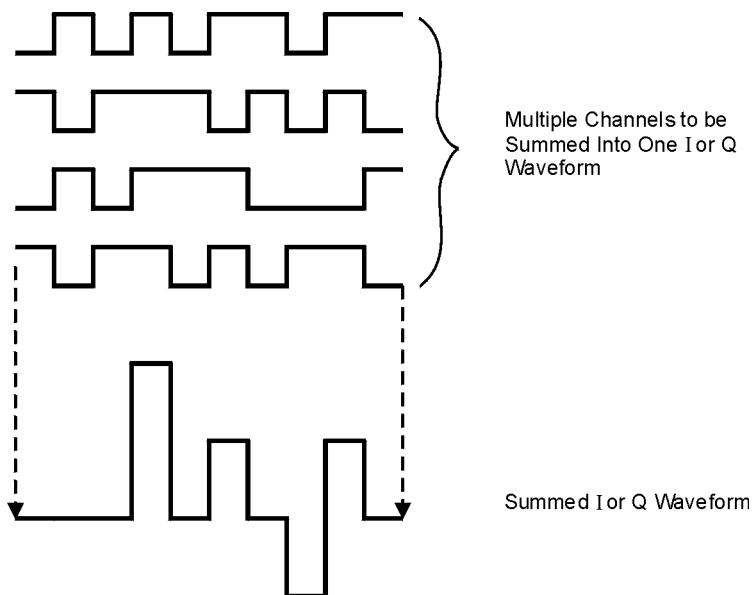 Multiple Channels to be
Summed Into One I or Q
Waveform
Summed I or Q Waveform